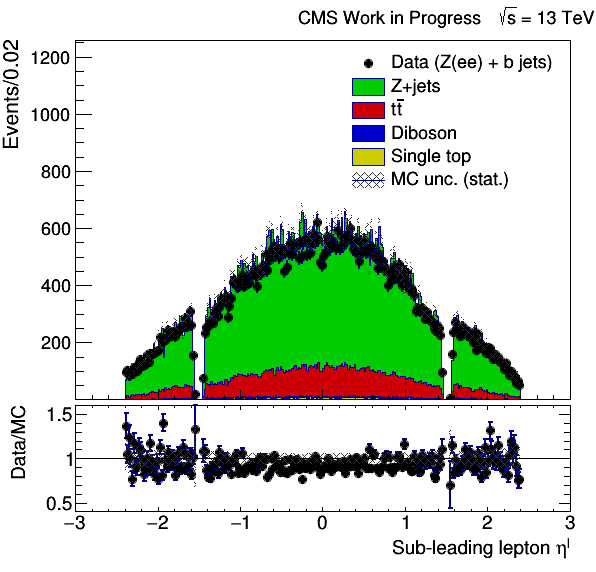 CMS Work in Progress √s = 13 TeV
Events/0.02
1200
1000
800
600
400
200
Data (Z(ee) + b jets)
Z+jets
tt̄
Diboson
Single top
MC unc. (stat.)
Data/MC
1.5
1
0.5
−3 −2 −1 0 1 2 3
Sub-leading lepton η^l